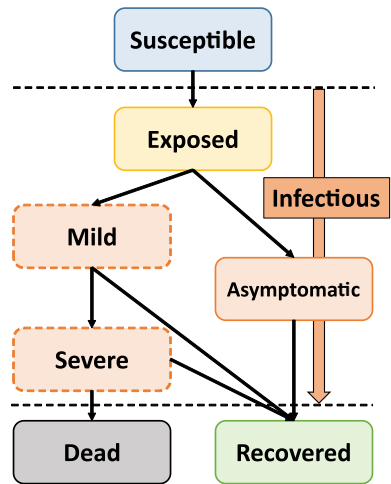 Susceptible
Exposed
Infectious
Mild
Asymptomatic
Severe
Dead
Recovered